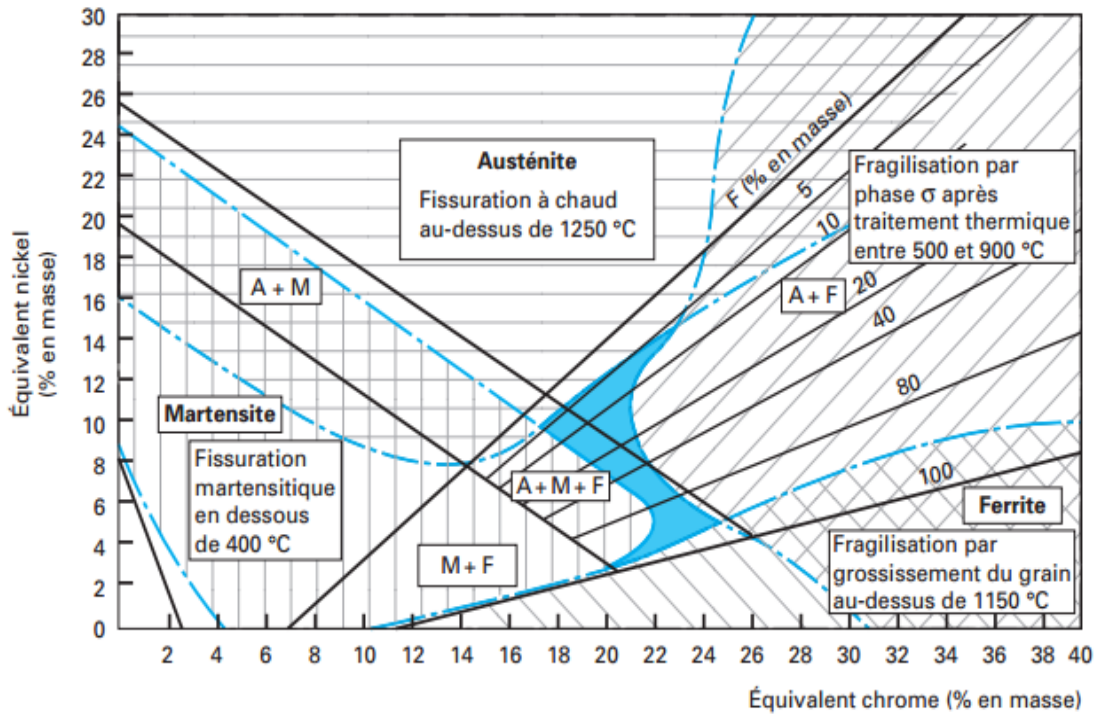 30
28
26
24
22
20
18
16
14
12
10
8
6
4
2
0
Équivalent nickel
(% en masse)
Austénite
Fissuration à chaud
au-dessus de 1250 °C
F (% en masse)
5
10
20
40
80
100
Fragilisation par
phase σ après
traitement thermique
entre 500 et 900 °C
A + M
A + F
Martensite
Fissuration
martensitique
en dessous
de 400 °C
A + M + F
M + F
Ferrite
Fragilisation par
grossissement du grain
au-dessus de 1150 °C
2 4 6 8 10 12 14 16 18 20 22 24 26 28 30 32 34 36 38 40
Équivalent chrome (% en masse)